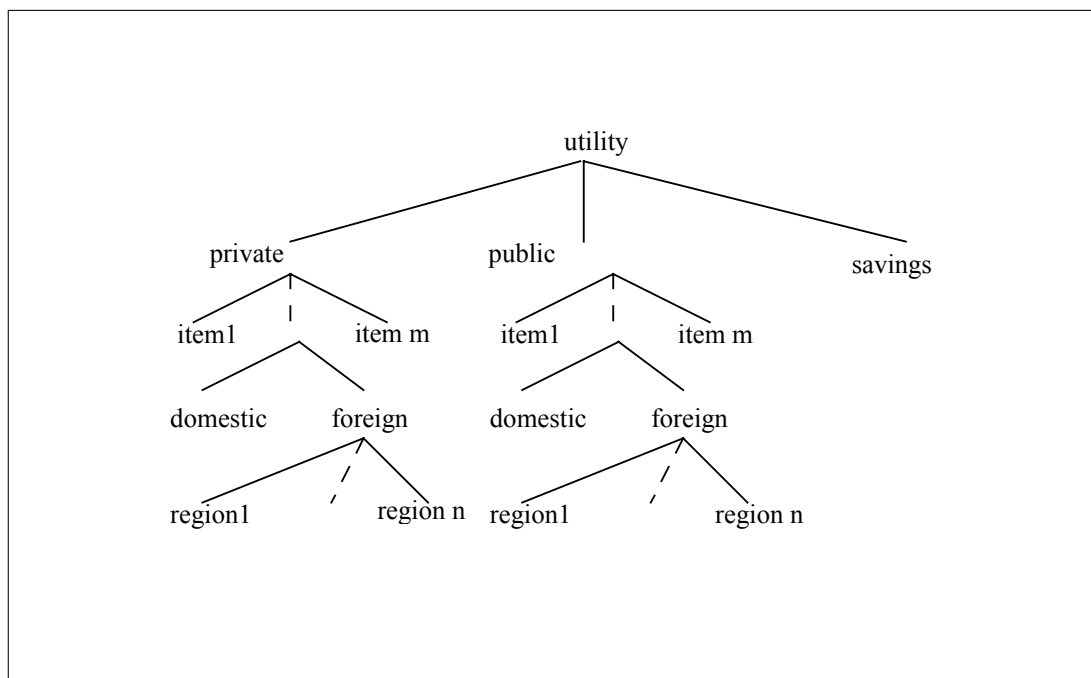 utility
private public savings
item1 item m item1 item m
domestic foreign domestic foreign
region1 region n region1 region n